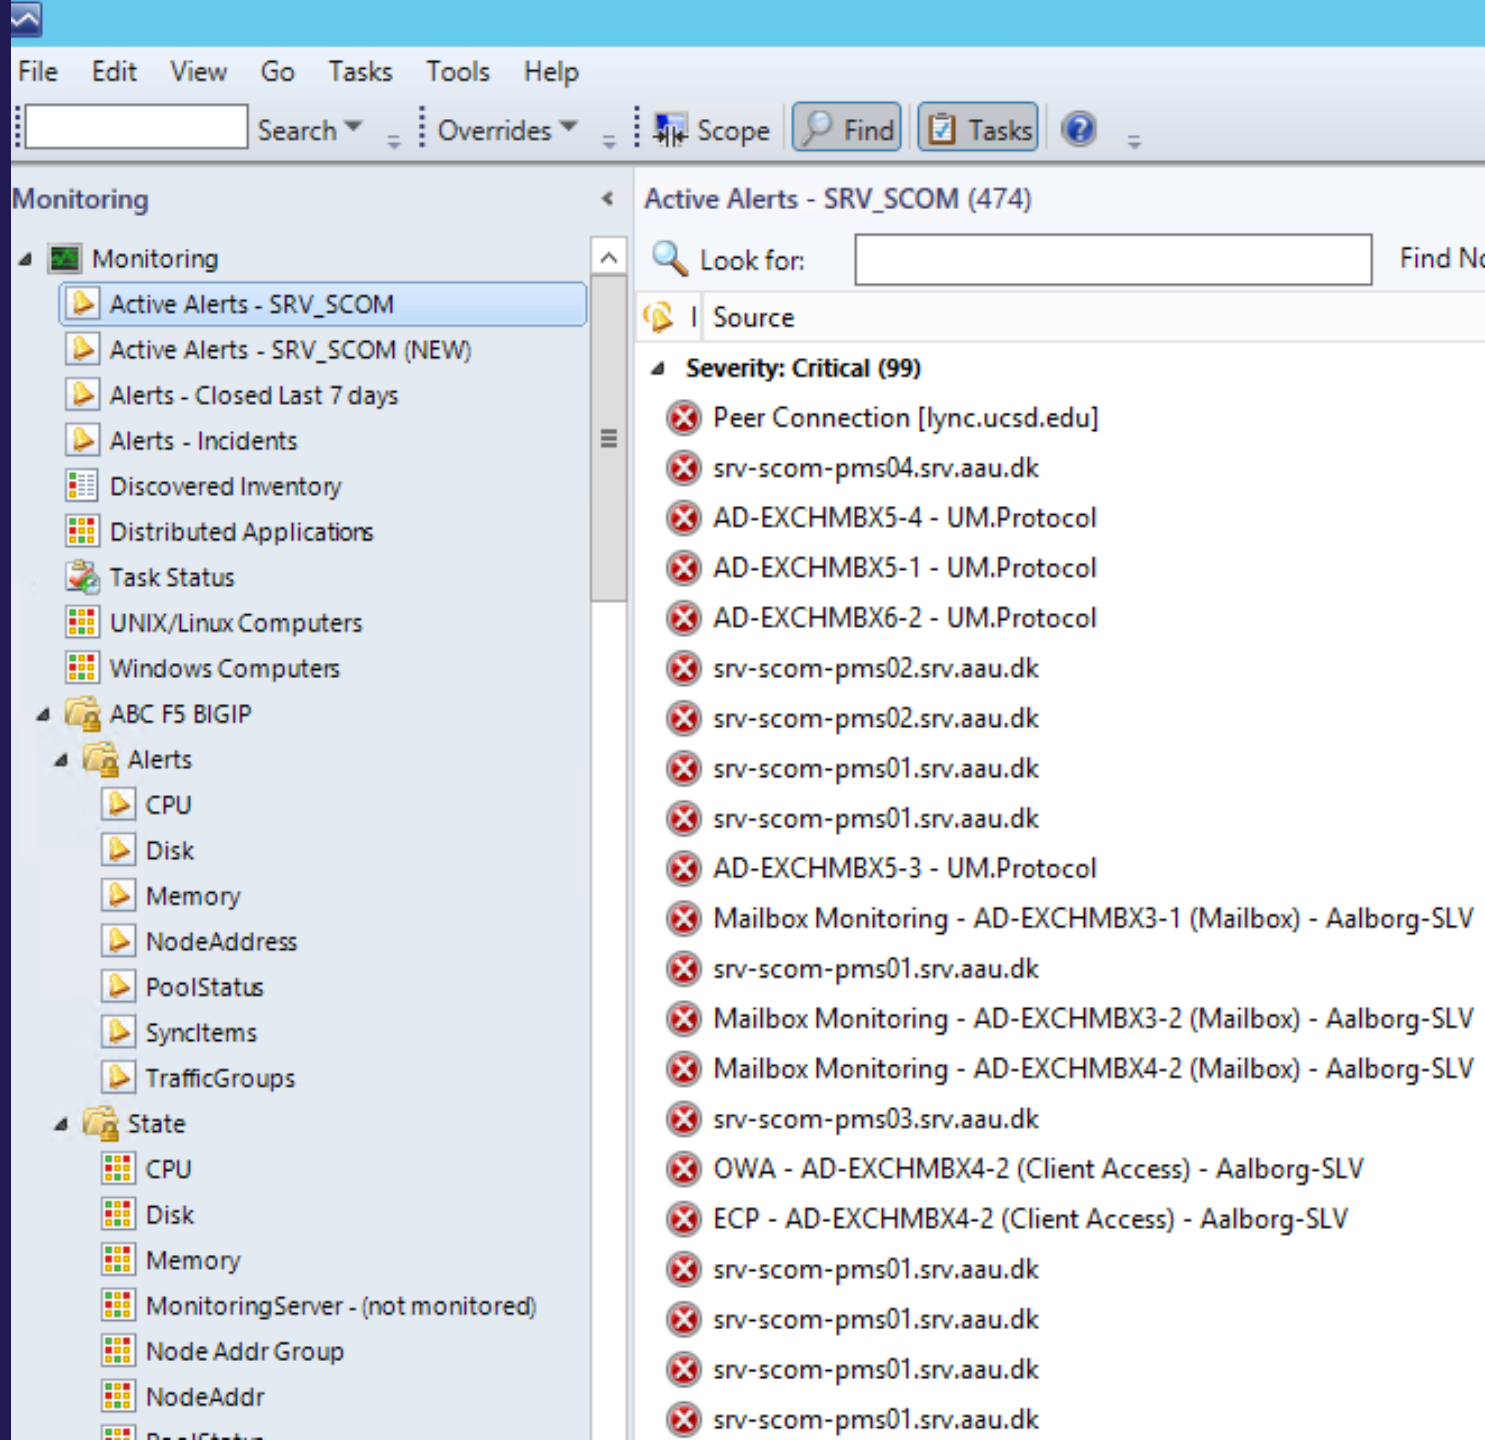 File Edit View Go Tasks Tools Help
Search Overrides Scope Find Tasks
Monitoring
Monitoring
Active Alerts - SRV_SCOM
Active Alerts - SRV_SCOM (NEW)
Alerts - Closed Last 7 days
Alerts - Incidents
Discovered Inventory
Distributed Applications
Task Status
UNIX/Linux Computers
Windows Computers
ABC F5 BIGIP
Alerts
CPU
Disk
Memory
NodeAddress
PoolStatus
SyncItems
TrafficGroups
State
CPU
Disk
Memory
MonitoringServer - (not monitored)
Node Addr Group
NodeAddr
PoolStatus
Active Alerts - SRV_SCOM (474)
Look for: Find
I Source
Severity: Critical (99)
Peer Connection [lync.ucsd.edu]
srv-scom-pms04.srv.aau.dk
AD-EXCHMBX5-4 - UM.Protocol
AD-EXCHMBX5-1 - UM.Protocol
AD-EXCHMBX6-2 - UM.Protocol
srv-scom-pms02.srv.aau.dk
srv-scom-pms02.srv.aau.dk
srv-scom-pms01.srv.aau.dk
srv-scom-pms01.srv.aau.dk
AD-EXCHMBX5-3 - UM.Protocol
Mailbox Monitoring - AD-EXCHMBX3-1 (Mailbox) - Aalborg-SLV
srv-scom-pms01.srv.aau.dk
Mailbox Monitoring - AD-EXCHMBX3-2 (Mailbox) - Aalborg-SLV
Mailbox Monitoring - AD-EXCHMBX4-2 (Mailbox) - Aalborg-SLV
srv-scom-pms03.srv.aau.dk
OWA - AD-EXCHMBX4-2 (Client Access) - Aalborg-SLV
ECP - AD-EXCHMBX4-2 (Client Access) - Aalborg-SLV
srv-scom-pms01.srv.aau.dk
srv-scom-pms01.srv.aau.dk
srv-scom-pms01.srv.aau.dk
srv-scom-pms01.srv.aau.dk